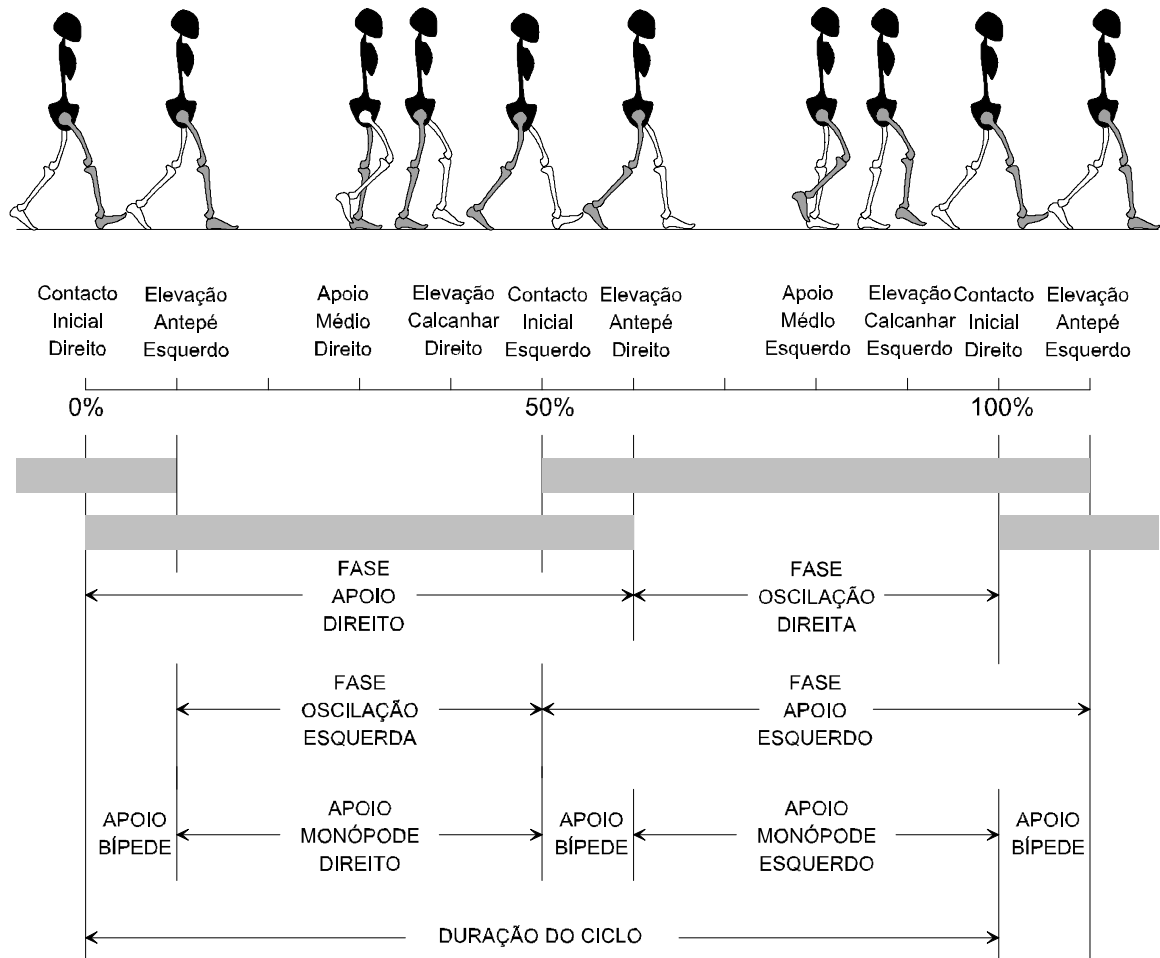 Contacto
Inicial
Direito
Elevação
Antepé
Esquerdo
Apoio
Médio
Direito
Elevação
Calcanhar
Direito
Contacto
Inicial
Esquerdo
Elevação
Antepé
Direito
Apoio
Médio
Esquerdo
Elevação
Calcanhar
Esquerdo
Contacto
Inicial
Direito
Elevação
Antepé
Esquerdo
0%
50%
100%
FASE
APOIO
DIREITO
FASE
OSCILAÇÃO
DIREITA
FASE
OSCILAÇÃO
ESQUERDA
FASE
APOIO
ESQUERDO
APOIO
BÍPEDE
APOIO
MONÓPODE
DIREITO
APOIO
BÍPEDE
APOIO
MONÓPODE
ESQUERDO
APOIO
BÍPEDE
DURAÇÃO DO CICLO